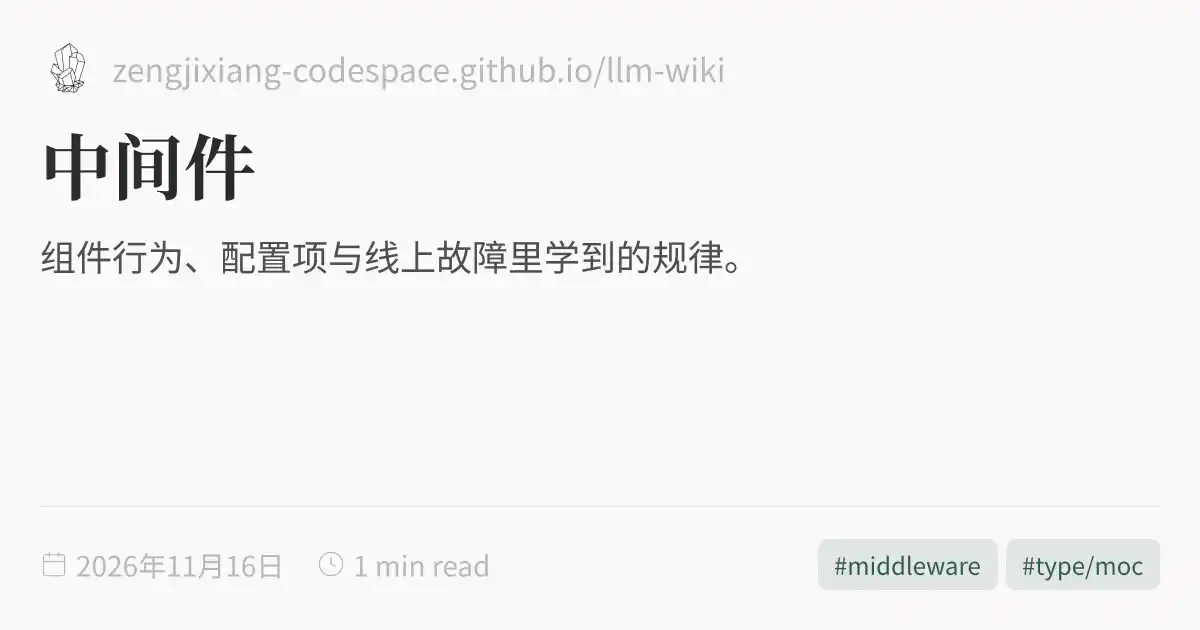 zengjixiang-codespace.github.io/llm-wiki
中间件
组件行为、配置项与线上故障里学到的规律。
2026年11月16日 1 min read #middleware #type/moc